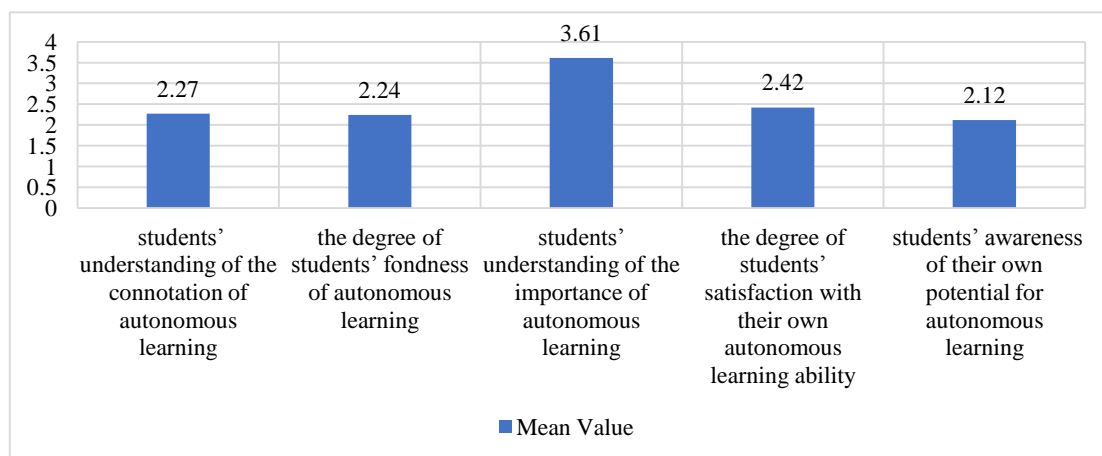 3.61
4
3.5
3
2.5
2
1.5
1
0.5
0
2.27
2.24
2.42
2.12
students’
understanding of the
connotation of
autonomous
learning
the degree of
students’ fondness
of autonomous
learning
students’
understanding of the
importance of
autonomous
learning
the degree of
students’
satisfaction with
their own
autonomous
learning ability
students’ awareness
of their own
potential for
autonomous
learning
Mean Value